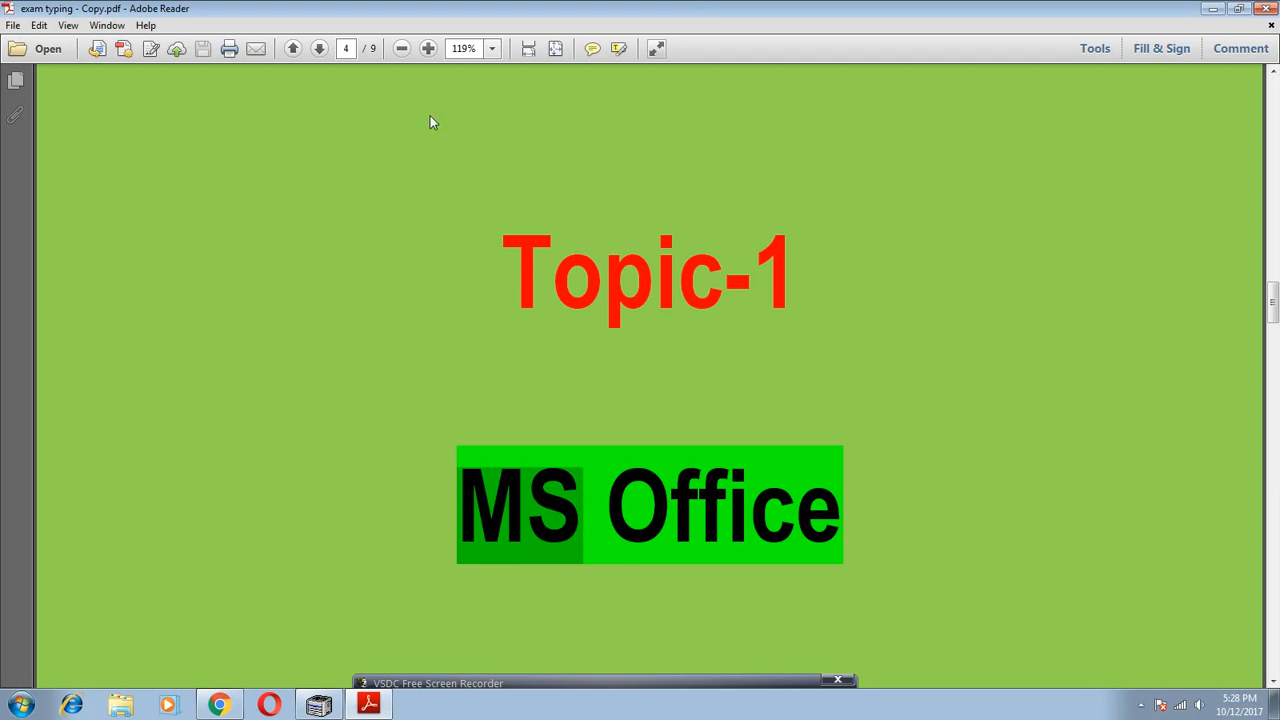 exam typing - Copy.pdf - Adobe Reader
File Edit View Window Help
Open 4 / 9 119% Tools Fill & Sign Comment
Topic-1
MS Office
VSDC Free Screen Recorder
5:28 PM
10/12/2017